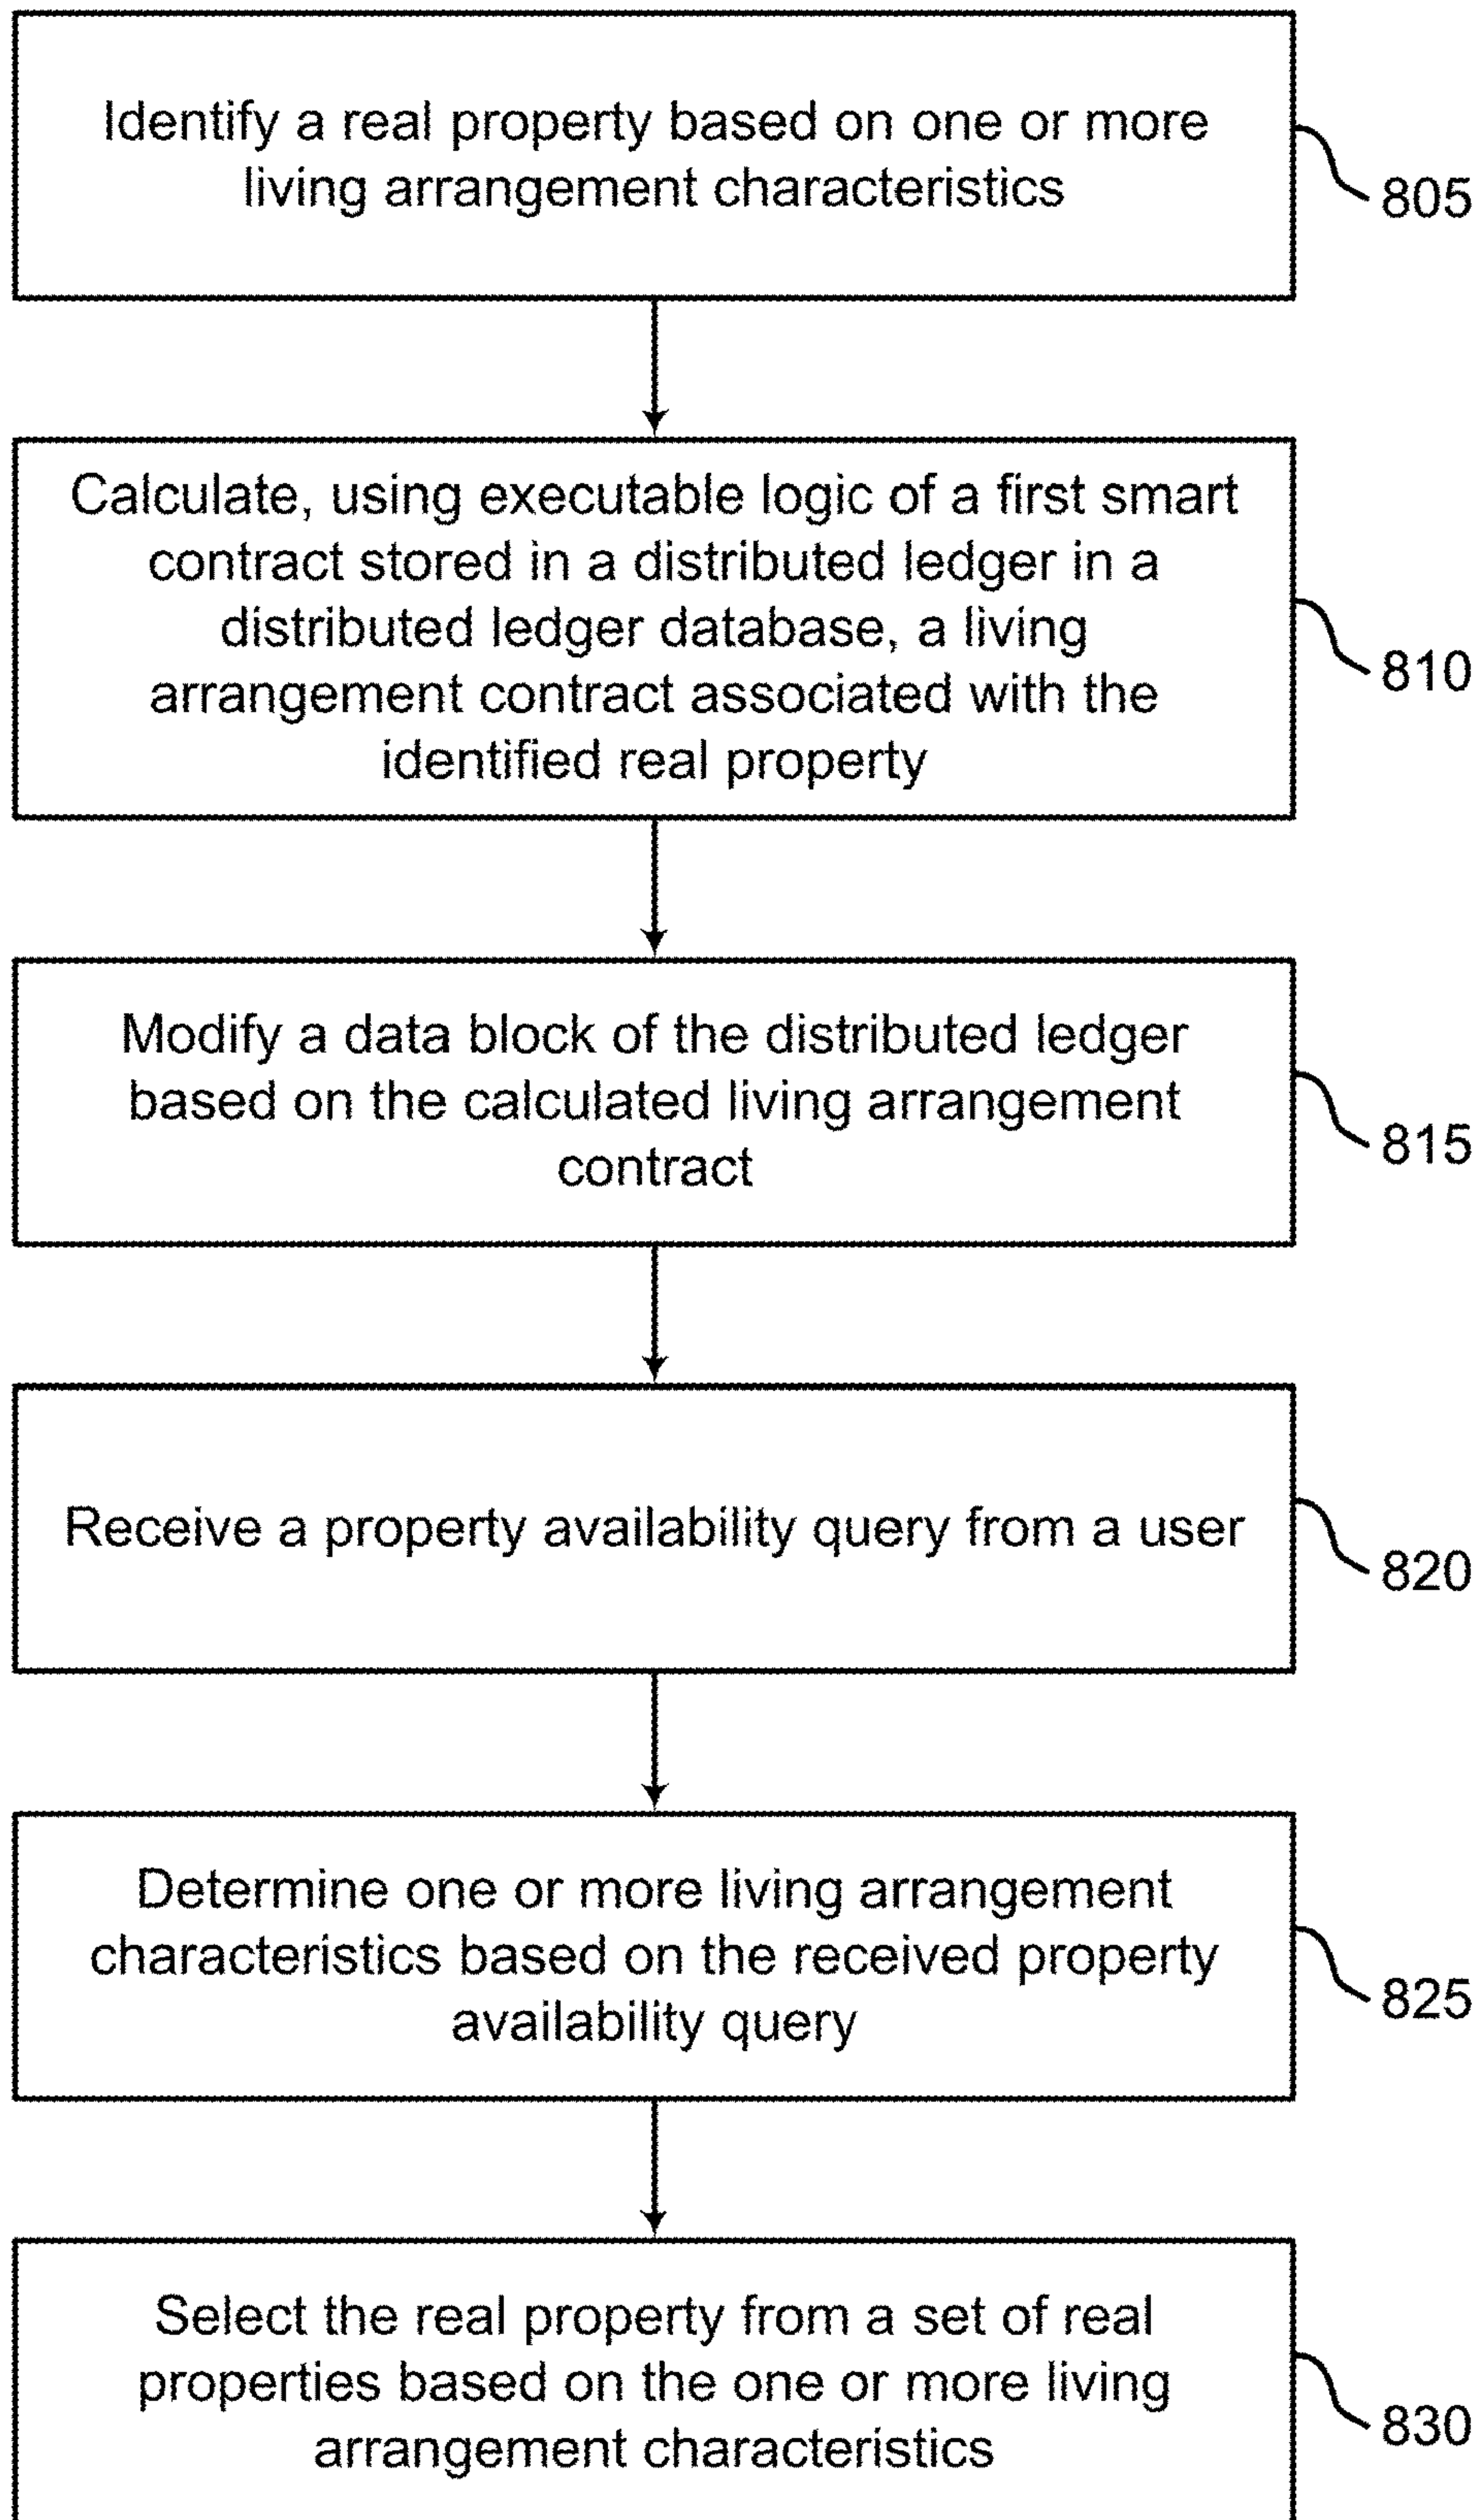 Identify a real property based on one or more
living arrangement characteristics
805
Calculate, using executable logic of a first smart
contract stored in a distributed ledger in a
distributed ledger database, a living
arrangement contract associated with the
identified real property
810
Modify a data block of the distributed ledger
based on the calculated living arrangement
contract
815
Receive a property availability query from a user
820
Determine one or more living arrangement
characteristics based on the received property
availability query
825
Select the real property from a set of real
properties based on the one or more living
arrangement characteristics
830